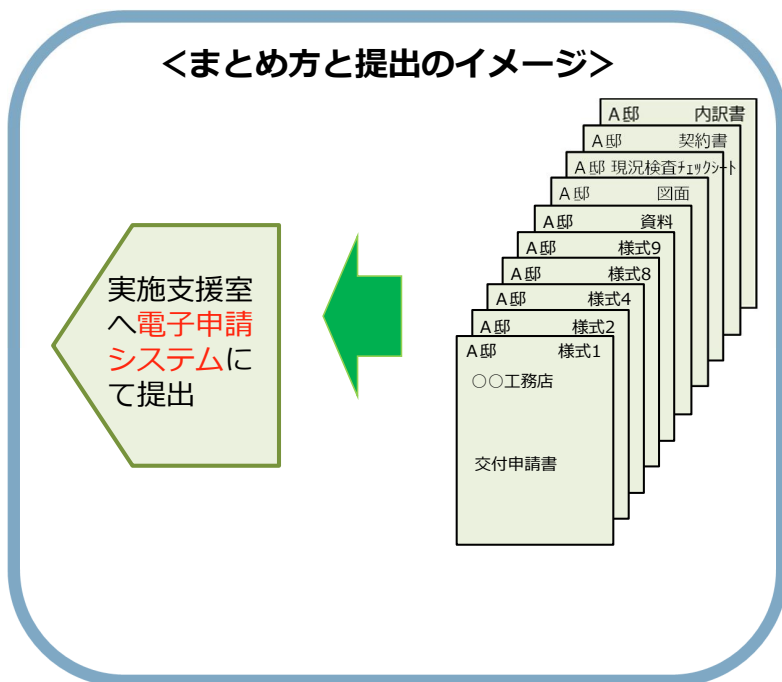 <まとめ方と提出のイメージ>
A邸 内訳書
A邸 契約書
A邸 現況検査ﾁｪｯｸｼｰﾄ
A邸 図面
A邸 資料
A邸 様式9
A邸 様式8
A邸 様式4
A邸 様式2
A邸 様式1
○○工務店
交付申請書
実施支援室
へ電子申請
システムに
て提出